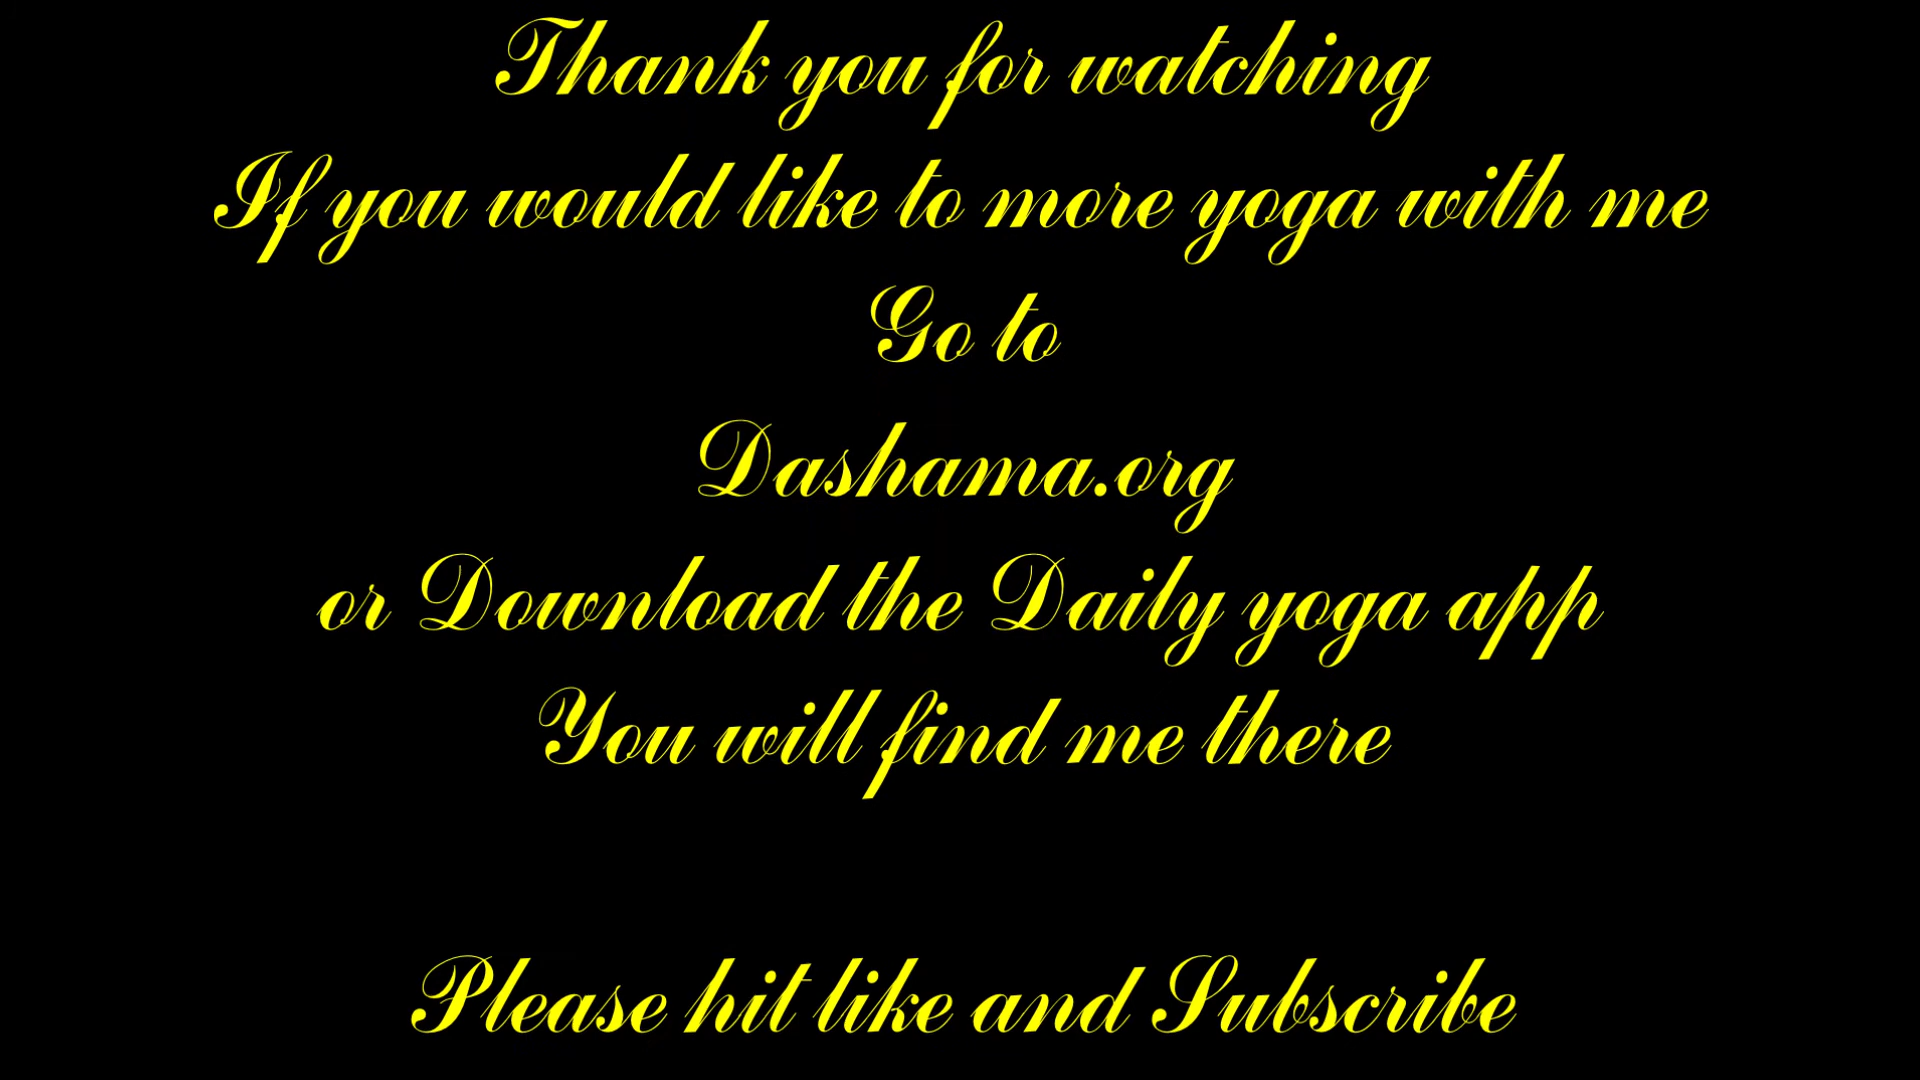 Thank you for watching
If you would like to more yoga with me
Go to
Dashama.org
or Download the Daily yoga app
You will find me there
Please hit like and Subscribe